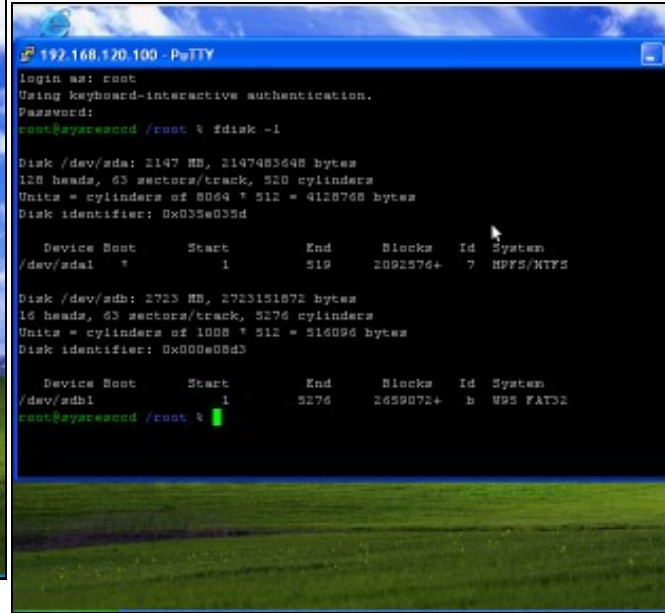 192.168.120.100 - PuTTY
login as: root
Using keyboard-interactive authentication.
Password:
root@sysresccd /root % fdisk -l
Disk /dev/sda: 2147 MB, 2147483648 bytes
128 heads, 63 sectors/track, 520 cylinders
Units = cylinders of 8064 * 512 = 4128768 bytes
Disk identifier: 0x035e035d
Device Boot Start End Blocks Id System
/dev/sda1 * 1 519 2092576+ 7 HPFS/NTFS
Disk /dev/sdb: 2723 MB, 2723151872 bytes
16 heads, 63 sectors/track, 5276 cylinders
Units = cylinders of 1008 * 512 = 516096 bytes
Disk identifier: 0x000e08d3
Device Boot Start End Blocks Id System
/dev/sdb1 1 5276 2659072+ b W95 FAT32
root@sysresccd /root %